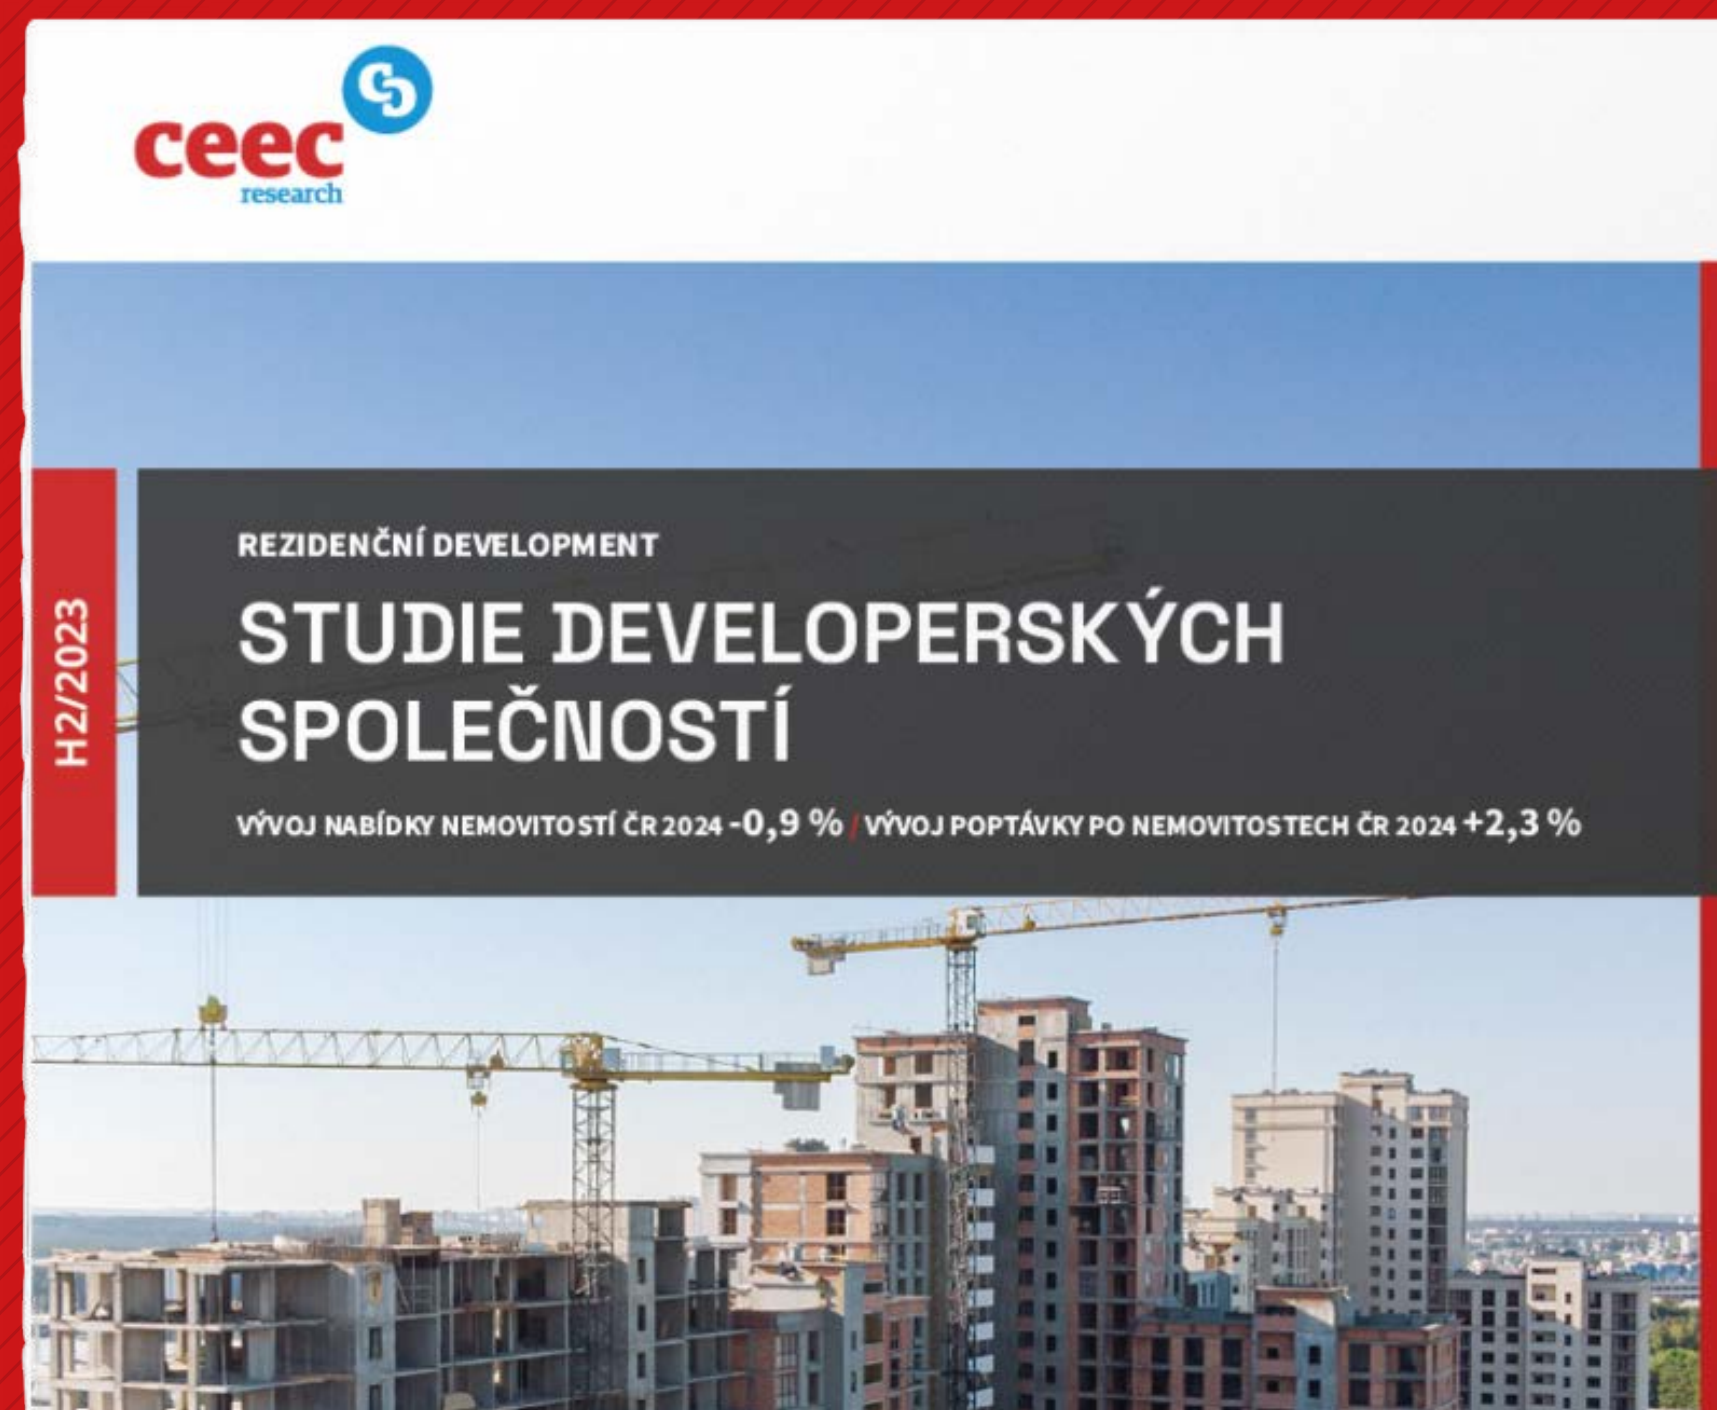 ceec
research
H2/2023
REZIDENČNÍ DEVELOPMENT
STUDIE DEVELOPERSKÝCH
SPOLEČNOSTÍ
VÝVOJ NABÍDKY NEMOVITOSTÍ ČR 2024 -0,9 % / VÝVOJ POPTÁVKY PO NEMOVITOSTECH ČR 2024 +2,3 %